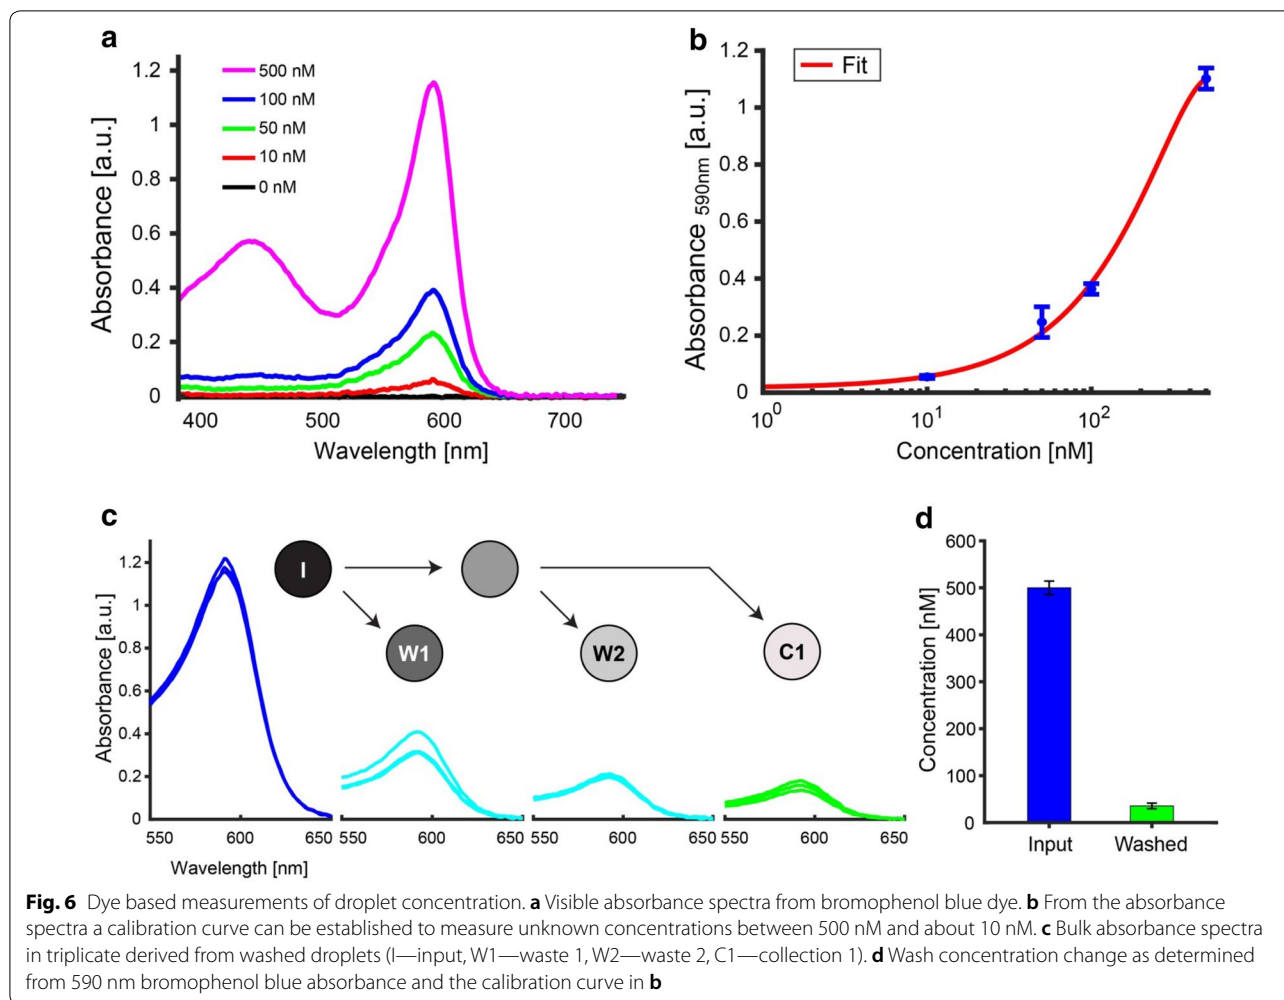 a
500 nM
100 nM
50 nM
10 nM
0 nM
Absorbance [a.u.]
1.2
1
0.8
0.6
0.4
0.2
0
400 500 600 700
Wavelength [nm]
b
Fit
Absorbance 590nm [a.u.]
1.2
1
0.8
0.6
0.4
0.2
0
10^0 10^1 10^2
Concentration [nM]
c
Absorbance [a.u.]
1.2
1
0.8
0.6
0.4
0.2
0
I
W1 W2 C1
550 600 550 600 650 550 600 650 550 600 650
Wavelength [nm]
d
Concentration [nM]
600
500
400
300
200
100
0
Input Washed
Fig. 6 Dye based measurements of droplet concentration. a Visible absorbance spectra from bromophenol blue dye. b From the absorbance
spectra a calibration curve can be established to measure unknown concentrations between 500 nM and about 10 nM. c Bulk absorbance spectra
in triplicate derived from washed droplets (I—input, W1—waste 1, W2—waste 2, C1—collection 1). d Wash concentration change as determined
from 590 nm bromophenol blue absorbance and the calibration curve in b